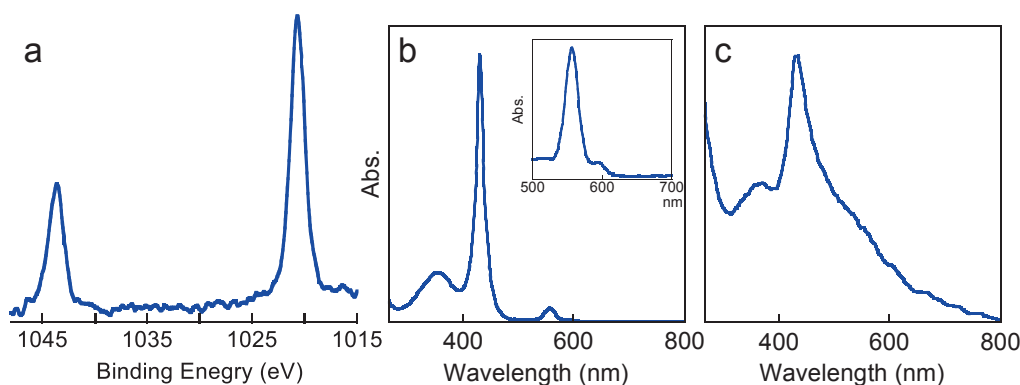 a
1045
1035
1025
1015
Binding Enegry (eV)
b
Abs.
400
600
800
Wavelength (nm)
Abs.
500
600
700
nm
c
400
600
800
Wavelength (nm)